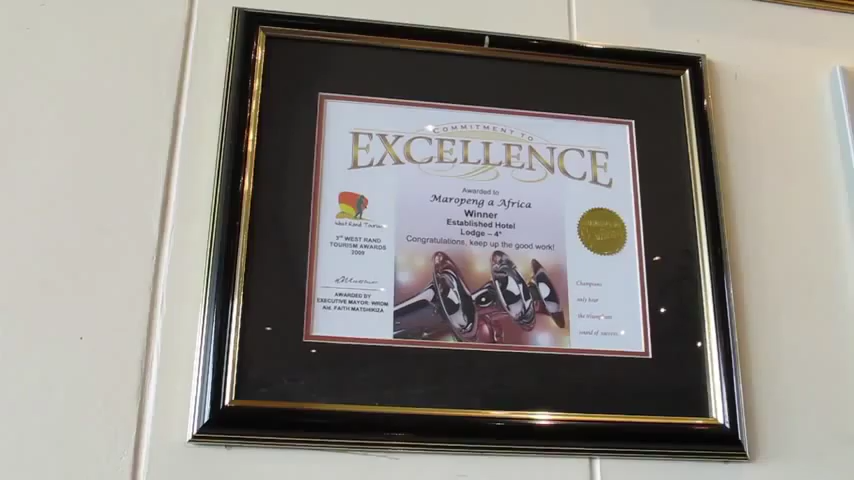 COMMITMENT TO
EXCELLENCE
Awarded to
Maropeng a Africa
Winner
Established Hotel
Lodge – 4*
Congratulations, keep up the good work!
West Rand Tourism
3rd WEST RAND
TOURISM AWARDS
2009
AWARDED BY
EXECUTIVE MAYOR: WRDM
Ald. FAITH MATSHIKIZA
Champions
only hear
the
sound of success